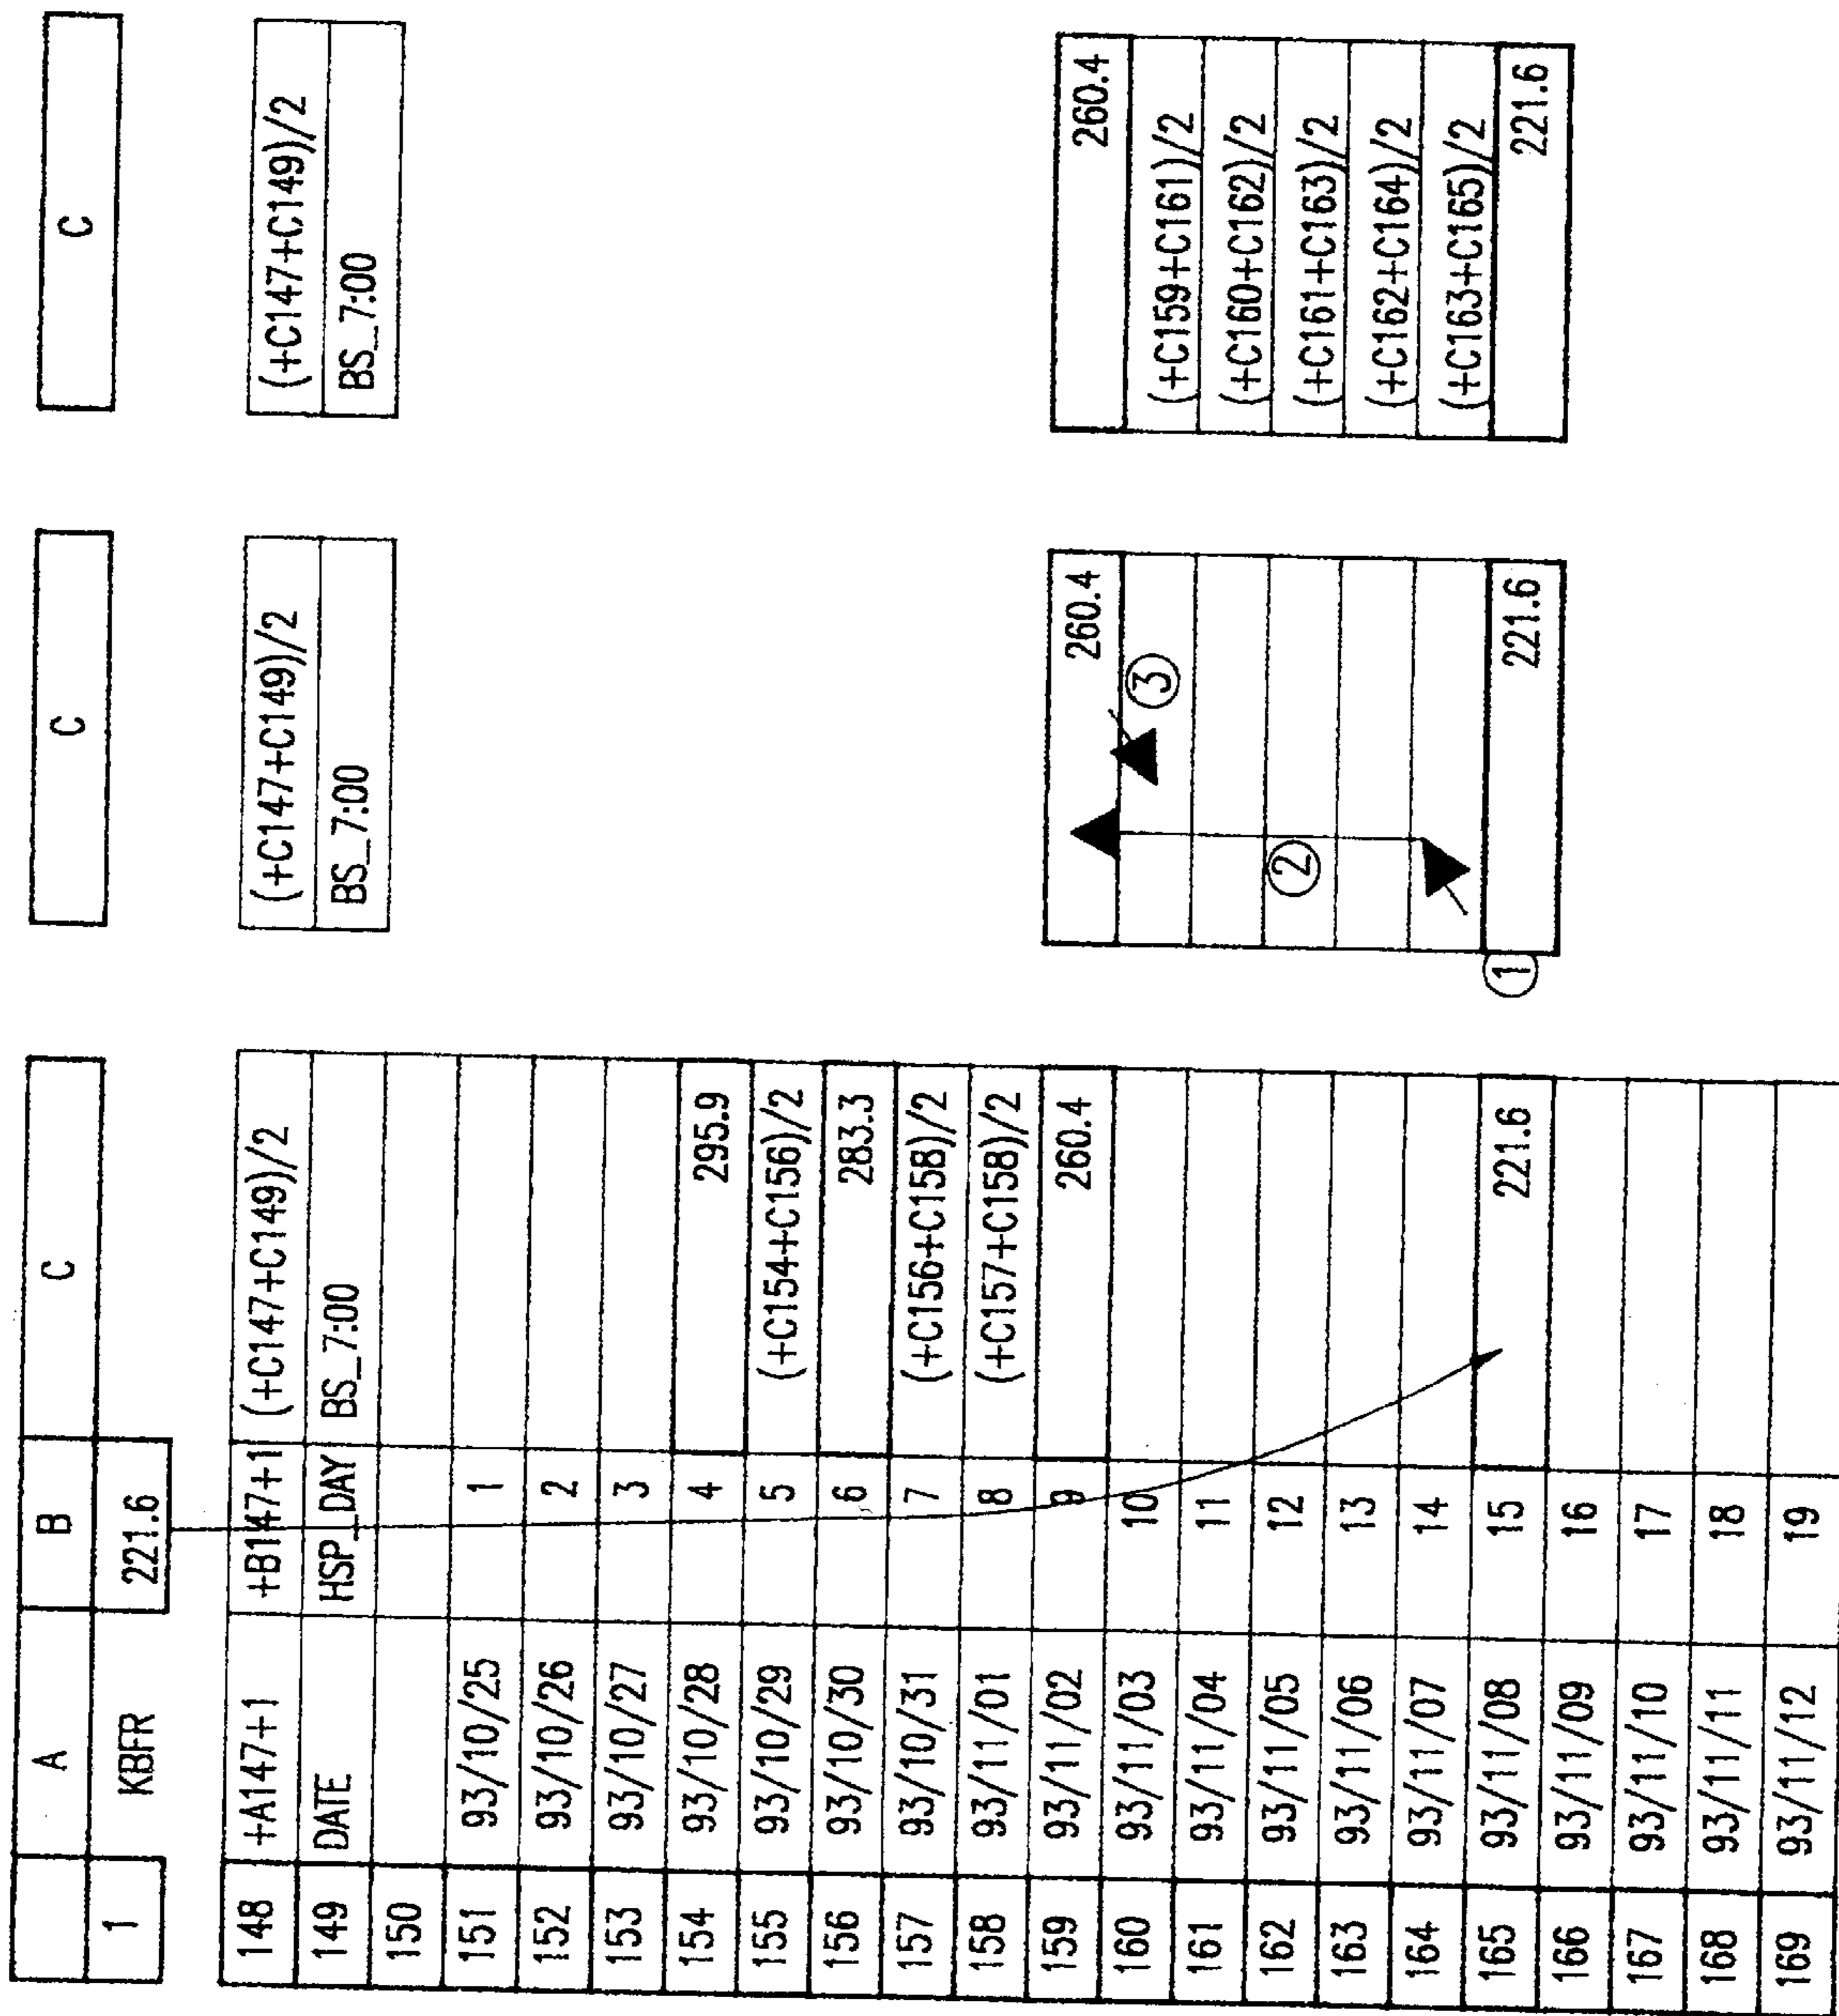 A B C
1 KBFR 221.6
148 +A147+1 +B147+1 (+C147+C149)/2
149 DATE HSP_DAY BS_7:00
150
151 93/10/25 1
152 93/10/26 2
153 93/10/27 3
154 93/10/28 4 295.9
155 93/10/29 5 (+C154+C156)/2
156 93/10/30 6 283.3
157 93/10/31 7 (+C156+C158)/2
158 93/11/01 8 (+C157+C158)/2
159 93/11/02 9 260.4
160 93/11/03 10
161 93/11/04 11
162 93/11/05 12
163 93/11/06 13
164 93/11/07 14
165 93/11/08 15 221.6
166 93/11/09 16
167 93/11/10 17
168 93/11/11 18
169 93/11/12 19
C
(+C147+C149)/2
BS_7:00
260.4
③
②
① 221.6
C
(+C147+C149)/2
BS_7:00
260.4
(+C159+C161)/2
(+C160+C162)/2
(+C161+C163)/2
(+C162+C164)/2
(+C163+C165)/2
221.6